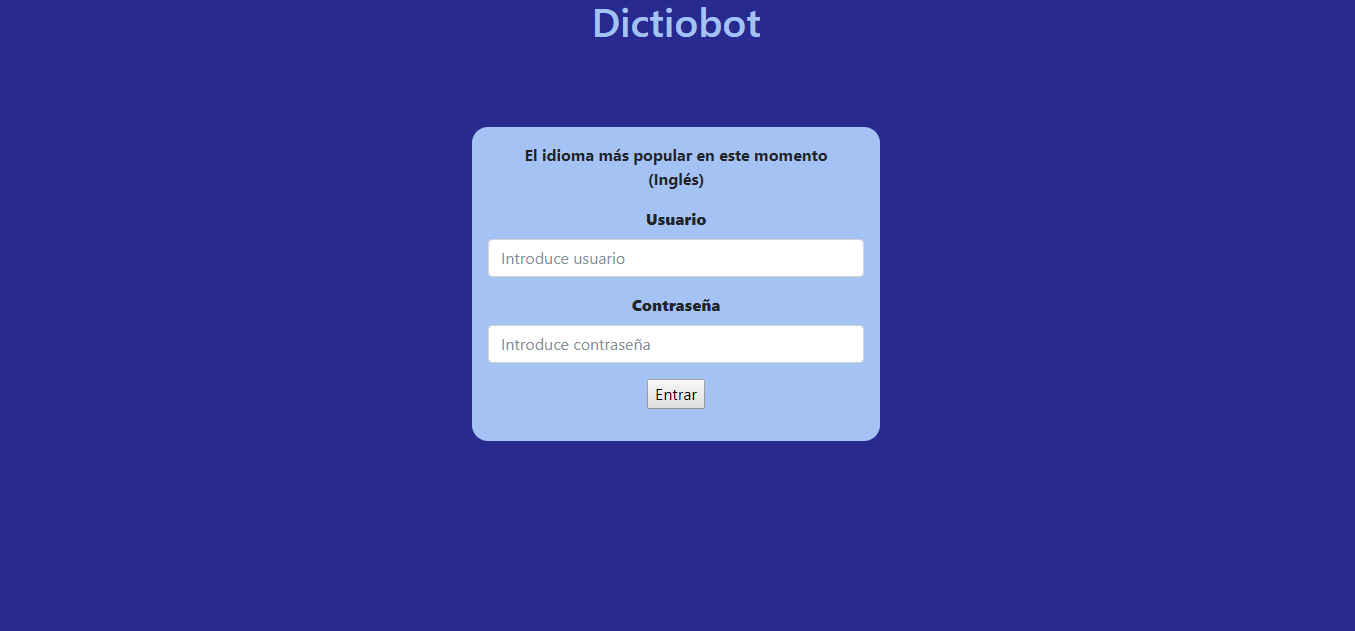 Dictiobot
El idioma más popular en este momento
(Inglés)
Usuario
Introduce usuario
Contraseña
Introduce contraseña
Entrar